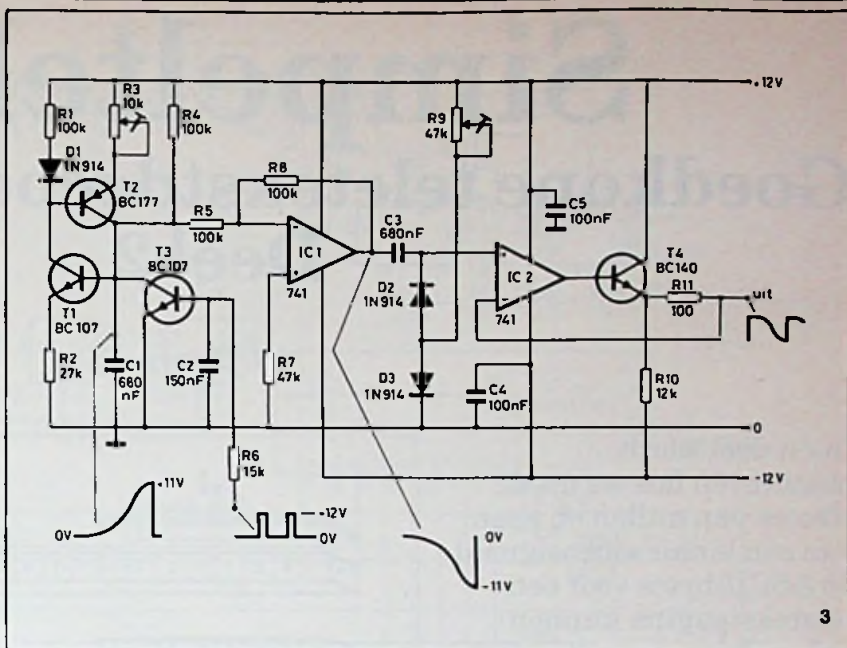 +12V
R1
100k
R3
10k
R4
100k
D1
1N914
T2
BC177
R5
100k
R8
100k
R9
47k
C3
680nF
C5
100nF
T3
BC107
T1
BC107
IC1
741
IC2
741
T4
BC140
R11
100
uit
D2
1N914
D3
1N914
R2
27k
C1
680
nF
C2
150nF
R7
47k
C4
100nF
R10
12k
0
R6
15k
-12V
-11V
0V
-12V
0V
0V
-11V
3